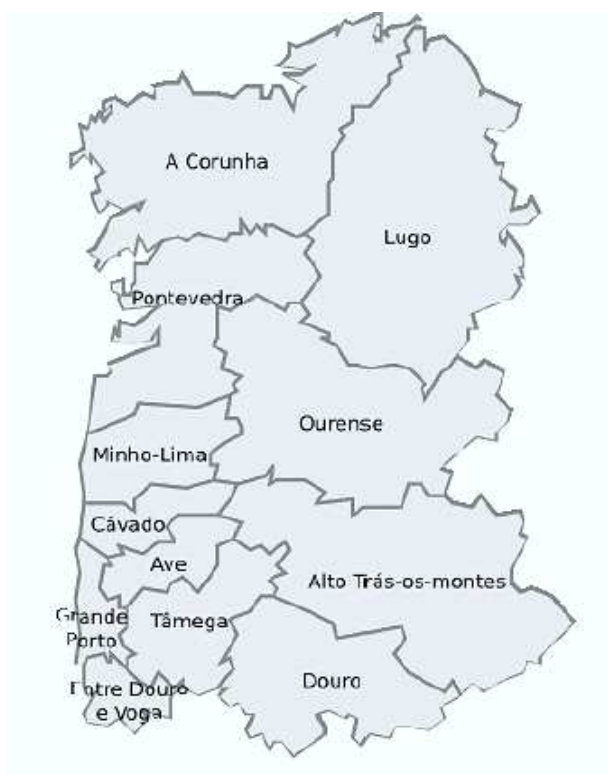 A Corunha
Lugo
Pontevedra
Ourense
Minho-Lima
Cávado
Ave
Alto Trás-os-montes
Grande
Porto
Tâmega
Douro
Entre Douro
e Voga